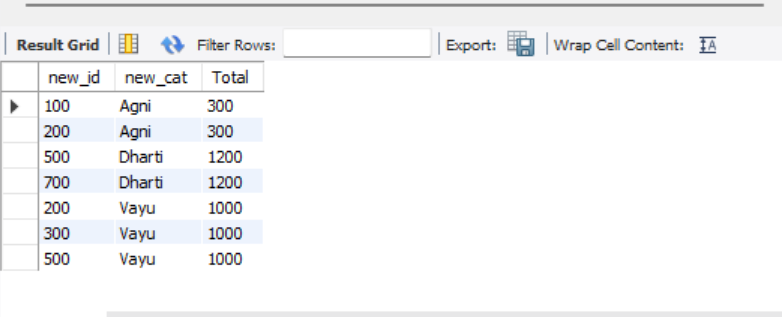 Result Grid Filter Rows: Export: Wrap Cell Content: IA
new_id new_cat Total
100 Agni 300
200 Agni 300
500 Dharti 1200
700 Dharti 1200
200 Vayu 1000
300 Vayu 1000
500 Vayu 1000